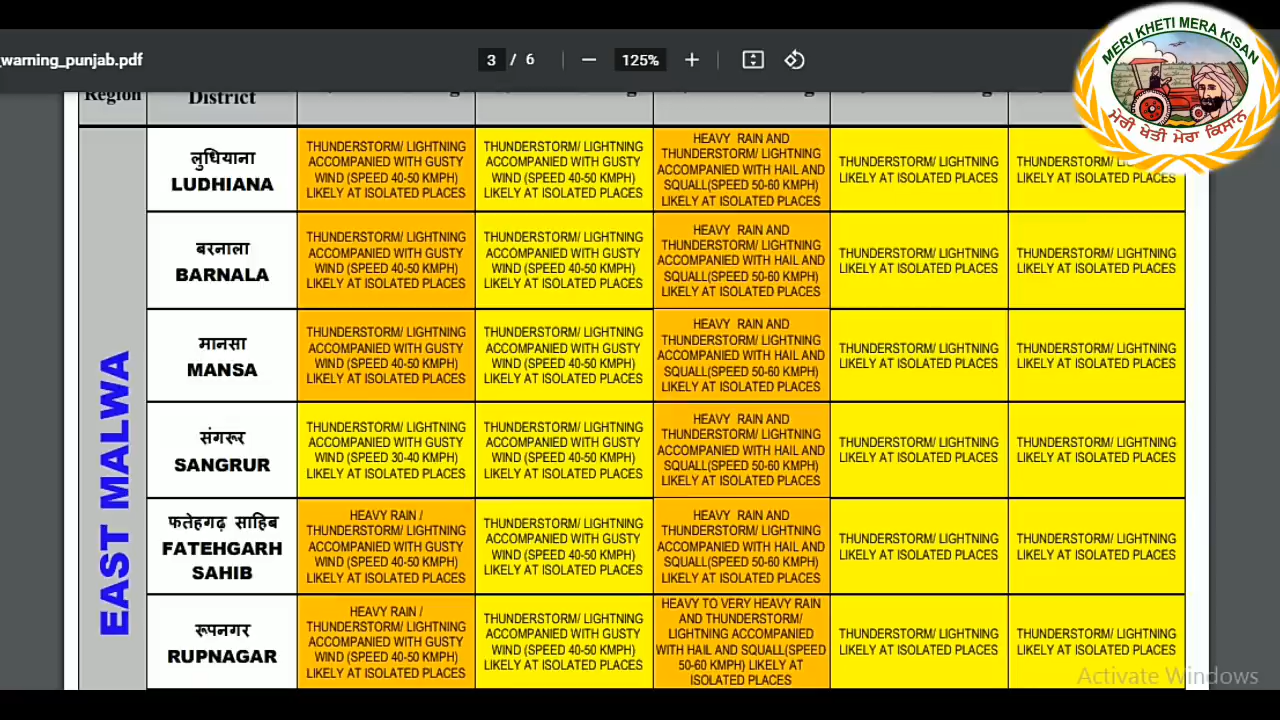 _warning_punjab.pdf
3 / 6
125%
MERI KHETI MERA KISAN
ਮੇਰੀ ਖੇਤੀ ਮੇਰਾ ਕਿਸਾਨ
Region
District
EAST MALWA
लुधियाना
LUDHIANA
THUNDERSTORM/ LIGHTNING
ACCOMPANIED WITH GUSTY
WIND (SPEED 40-50 KMPH)
LIKELY AT ISOLATED PLACES
THUNDERSTORM/ LIGHTNING
ACCOMPANIED WITH GUSTY
WIND (SPEED 40-50 KMPH)
LIKELY AT ISOLATED PLACES
HEAVY RAIN AND
THUNDERSTORM/ LIGHTNING
ACCOMPANIED WITH HAIL AND
SQUALL(SPEED 50-60 KMPH)
LIKELY AT ISOLATED PLACES
THUNDERSTORM/ LIGHTNING
LIKELY AT ISOLATED PLACES
THUNDERSTORM/
LIKELY AT ISOLATED PLACES
बरनाला
BARNALA
THUNDERSTORM/ LIGHTNING
ACCOMPANIED WITH GUSTY
WIND (SPEED 40-50 KMPH)
LIKELY AT ISOLATED PLACES
THUNDERSTORM/ LIGHTNING
ACCOMPANIED WITH GUSTY
WIND (SPEED 40-50 KMPH)
LIKELY AT ISOLATED PLACES
HEAVY RAIN AND
THUNDERSTORM/ LIGHTNING
ACCOMPANIED WITH HAIL AND
SQUALL(SPEED 50-60 KMPH)
LIKELY AT ISOLATED PLACES
THUNDERSTORM/ LIGHTNING
LIKELY AT ISOLATED PLACES
THUNDERSTORM/ LIGHTNING
LIKELY AT ISOLATED PLACES
मानसा
MANSA
THUNDERSTORM/ LIGHTNING
ACCOMPANIED WITH GUSTY
WIND (SPEED 40-50 KMPH)
LIKELY AT ISOLATED PLACES
THUNDERSTORM/ LIGHTNING
ACCOMPANIED WITH GUSTY
WIND (SPEED 40-50 KMPH)
LIKELY AT ISOLATED PLACES
HEAVY RAIN AND
THUNDERSTORM/ LIGHTNING
ACCOMPANIED WITH HAIL AND
SQUALL(SPEED 50-60 KMPH)
LIKELY AT ISOLATED PLACES
THUNDERSTORM/ LIGHTNING
LIKELY AT ISOLATED PLACES
THUNDERSTORM/ LIGHTNING
LIKELY AT ISOLATED PLACES
संगरूर
SANGRUR
THUNDERSTORM/ LIGHTNING
ACCOMPANIED WITH GUSTY
WIND (SPEED 30-40 KMPH)
LIKELY AT ISOLATED PLACES
THUNDERSTORM/ LIGHTNING
ACCOMPANIED WITH GUSTY
WIND (SPEED 40-50 KMPH)
LIKELY AT ISOLATED PLACES
HEAVY RAIN AND
THUNDERSTORM/ LIGHTNING
ACCOMPANIED WITH HAIL AND
SQUALL(SPEED 50-60 KMPH)
LIKELY AT ISOLATED PLACES
THUNDERSTORM/ LIGHTNING
LIKELY AT ISOLATED PLACES
THUNDERSTORM/ LIGHTNING
LIKELY AT ISOLATED PLACES
फतेहगढ़ साहिब
FATEHGARH
SAHIB
HEAVY RAIN /
THUNDERSTORM/ LIGHTNING
ACCOMPANIED WITH GUSTY
WIND (SPEED 40-50 KMPH)
LIKELY AT ISOLATED PLACES
THUNDERSTORM/ LIGHTNING
ACCOMPANIED WITH GUSTY
WIND (SPEED 40-50 KMPH)
LIKELY AT ISOLATED PLACES
HEAVY RAIN AND
THUNDERSTORM/ LIGHTNING
ACCOMPANIED WITH HAIL AND
SQUALL(SPEED 50-60 KMPH)
LIKELY AT ISOLATED PLACES
THUNDERSTORM/ LIGHTNING
LIKELY AT ISOLATED PLACES
THUNDERSTORM/ LIGHTNING
LIKELY AT ISOLATED PLACES
रूपनगर
RUPNAGAR
HEAVY RAIN /
THUNDERSTORM/ LIGHTNING
ACCOMPANIED WITH GUSTY
WIND (SPEED 40-50 KMPH)
LIKELY AT ISOLATED PLACES
THUNDERSTORM/ LIGHTNING
ACCOMPANIED WITH GUSTY
WIND (SPEED 40-50 KMPH)
LIKELY AT ISOLATED PLACES
HEAVY TO VERY HEAVY RAIN
AND THUNDERSTORM/
LIGHTNING ACCOMPANIED
WITH HAIL AND SQUALL(SPEED
50-60 KMPH) LIKELY AT
ISOLATED PLACES
THUNDERSTORM/ LIGHTNING
LIKELY AT ISOLATED PLACES
THUNDERSTORM/ LIGHTNING
LIKELY AT ISOLATED PLACES
Activate Windows